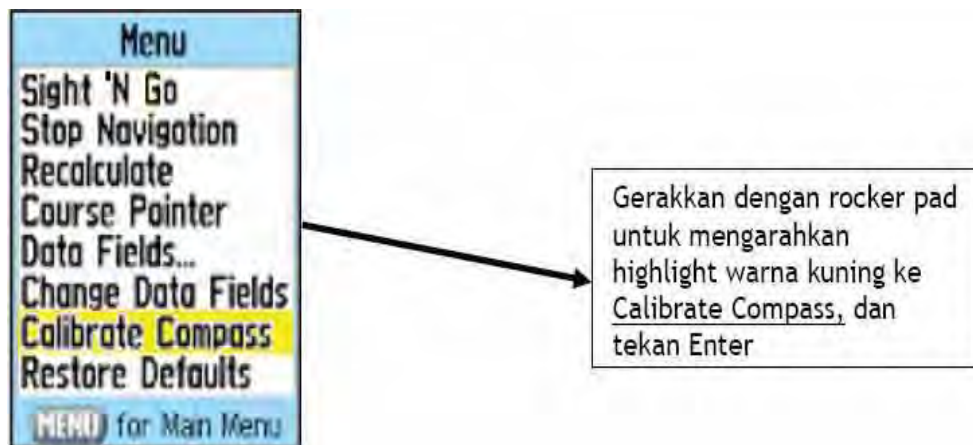 Menu
Sight 'N Go
Stop Navigation
Recalculate
Course Pointer
Data Fields...
Change Data Fields
Calibrate Compass
Restore Defaults
MENU for Main Menu
Gerakkan dengan rocker pad
untuk mengarahkan
highlight warna kuning ke
Calibrate Compass, dan
tekan Enter